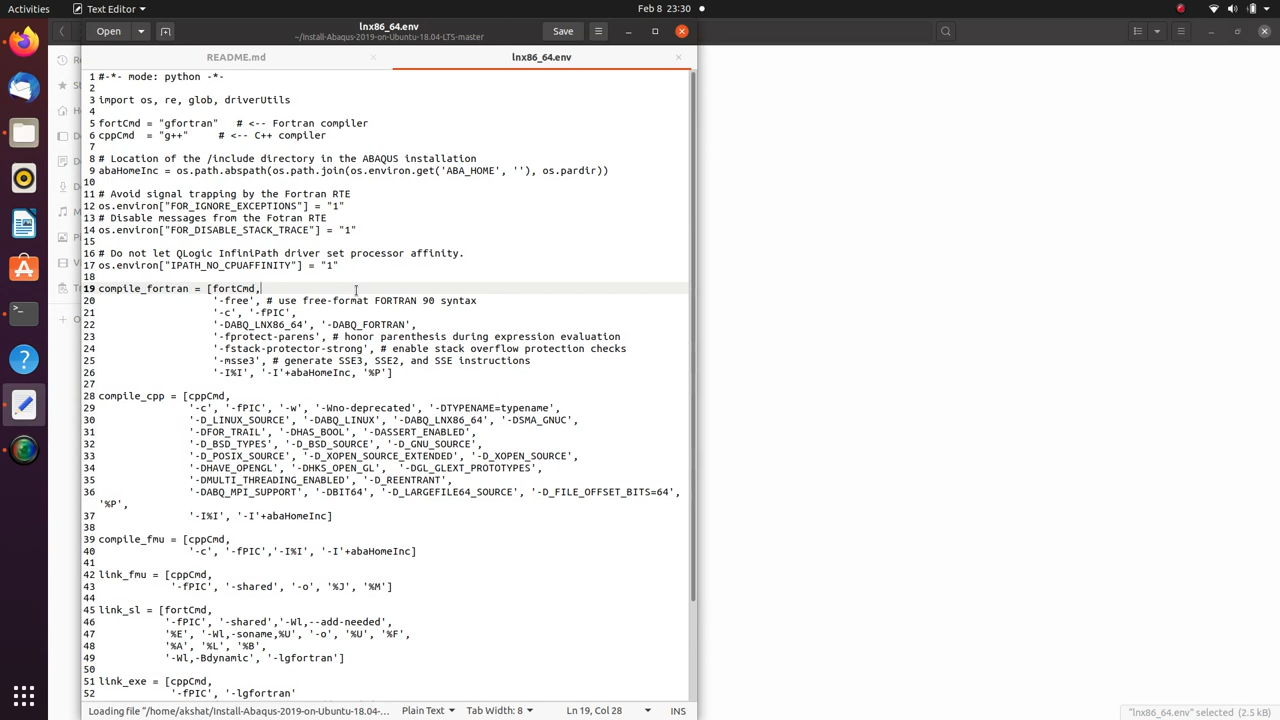 Activities
Text Editor
Feb 8 23:30
Open
lnx86_64.env
~/Install-Abaqus-2019-on-Ubuntu-18.04-LTS-master
Save
README.md
lnx86_64.env
1 #-*- mode: python -*-
2
3 import os, re, glob, driverUtils
4
5 fortCmd = "gfortran"   # <-- Fortran compiler
6 cppCmd  = "g++"     # <-- C++ compiler
7
8 # Location of the /include directory in the ABAQUS installation
9 abaHomeInc = os.path.abspath(os.path.join(os.environ.get('ABA_HOME', ''), os.pardir))
10
11 # Avoid signal trapping by the Fortran RTE
12 os.environ["FOR_IGNORE_EXCEPTIONS"] = "1"
13 # Disable messages from the Fotran RTE
14 os.environ["FOR_DISABLE_STACK_TRACE"] = "1"
15
16 # Do not let QLogic InfiniPath driver set processor affinity.
17 os.environ["IPATH_NO_CPUAFFINITY"] = "1"
18
19 compile_fortran = [fortCmd,
20 '-free', # use free-format FORTRAN 90 syntax
21 '-c', '-fPIC',
22 '-DABQ_LNX86_64', '-DABQ_FORTRAN',
23 '-fprotect-parens', # honor parenthesis during expression evaluation
24 '-fstack-protector-strong', # enable stack overflow protection checks
25 '-msse3', # generate SSE3, SSE2, and SSE instructions
26 '-I%I', '-I'+abaHomeInc, '%P']
27
28 compile_cpp = [cppCmd,
29 '-c', '-fPIC', '-w', '-Wno-deprecated', '-DTYPENAME=typename',
30 '-D_LINUX_SOURCE', '-DABQ_LINUX', '-DABQ_LNX86_64', '-DSMA_GNUC',
31 '-DFOR_TRAIL', '-DHAS_BOOL', '-DASSERT_ENABLED',
32 '-D_BSD_TYPES', '-D_BSD_SOURCE', '-D_GNU_SOURCE',
33 '-D_POSIX_SOURCE', '-D_XOPEN_SOURCE_EXTENDED', '-D_XOPEN_SOURCE',
34 '-DHAVE_OPENGL', '-DHKS_OPEN_GL',  '-DGL_GLEXT_PROTOTYPES',
35 '-DMULTI_THREADING_ENABLED', '-D_REENTRANT',
36 '-DABQ_MPI_SUPPORT', '-DBIT64', '-D_LARGEFILE64_SOURCE', '-D_FILE_OFFSET_BITS=64',
'%P',
37 '-I%I', '-I'+abaHomeInc]
38
39 compile_fmu = [cppCmd,
40 '-c', '-fPIC','-I%I', '-I'+abaHomeInc]
41
42 link_fmu = [cppCmd,
43 '-fPIC', '-shared', '-o', '%J', '%M']
44
45 link_sl = [fortCmd,
46 '-fPIC', '-shared','-Wl,--add-needed',
47 '%E', '-Wl,-soname,%U', '-o', '%U', '%F',
48 '%A', '%L', '%B',
49 '-Wl,-Bdynamic', '-lgfortran']
50
51 link_exe = [cppCmd,
52 '-fPIC', '-lgfortran'
Loading file "/home/akshat/Install-Abaqus-2019-on-Ubuntu-18.04-...
Plain Text
Tab Width: 8
Ln 19, Col 28
INS
"lnx86_64.env" selected (2.5 kB)